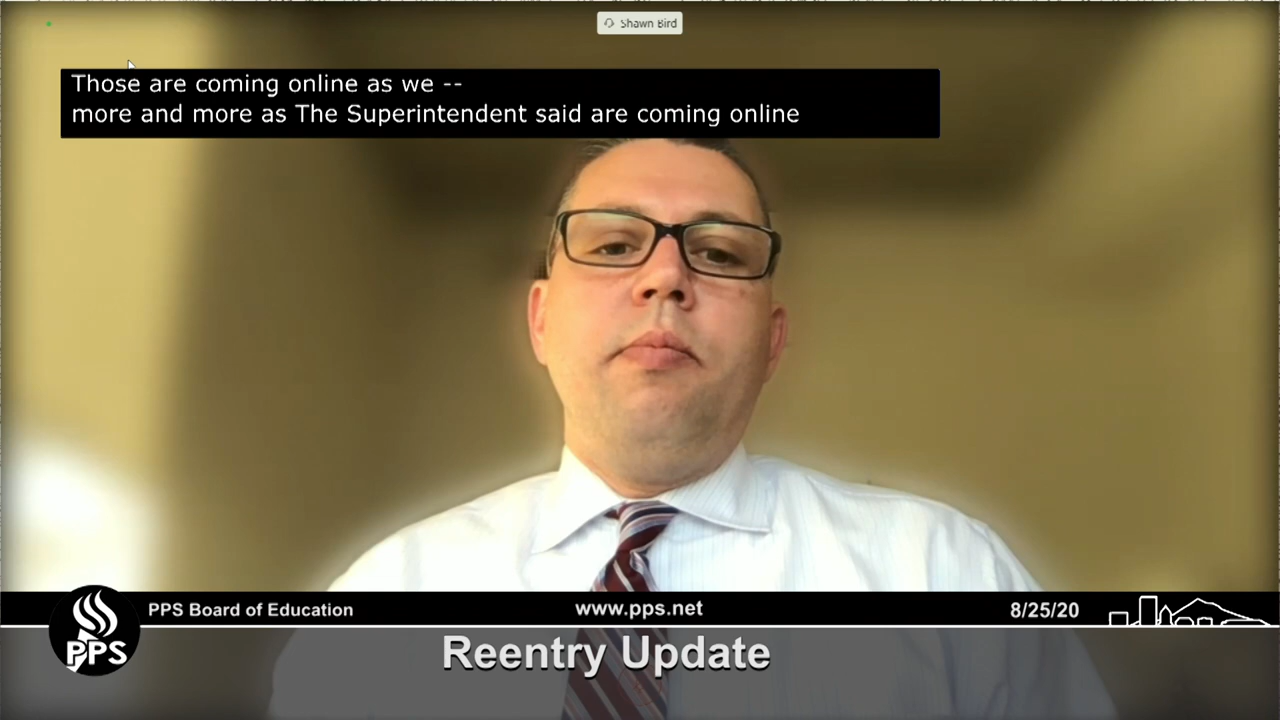 Shawn Bird
Those are coming online as we --
more and more as The Superintendent said are coming online
PPS Board of Education
www.pps.net
8/25/20
PPS
Reentry Update